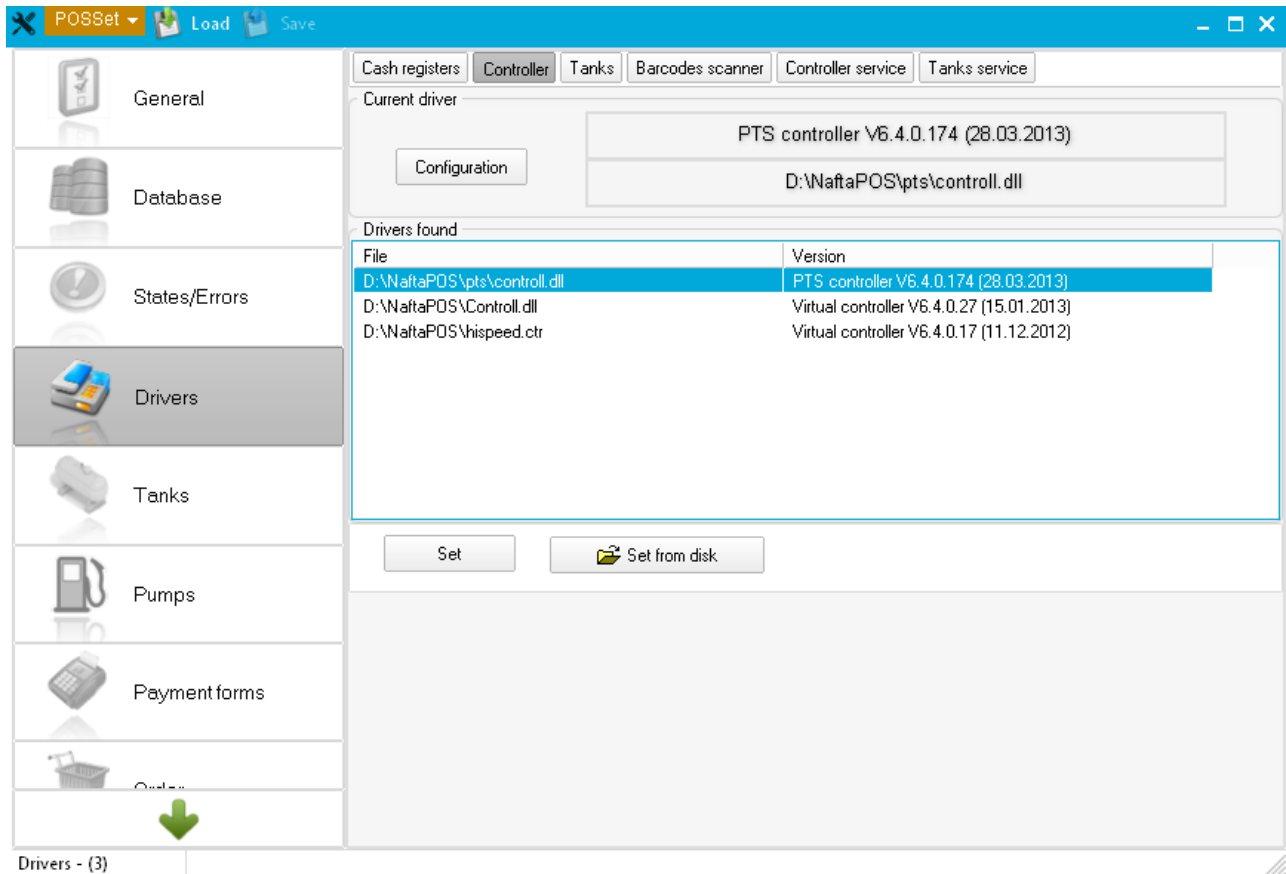 POSSet Load Save
General
Database
States/Errors
Drivers
Tanks
Pumps
Payment forms
Order
Cash registers Controller Tanks Barcodes scanner Controller service Tanks service
Current driver
Configuration
PTS controller V6.4.0.174 (28.03.2013)
D:\NaftaPOS\pts\controll.dll
Drivers found
File Version
D:\NaftaPOS\pts\controll.dll PTS controller V6.4.0.174 (28.03.2013)
D:\NaftaPOS\Controll.dll Virtual controller V6.4.0.27 (15.01.2013)
D:\NaftaPOS\hispeed.ctr Virtual controller V6.4.0.17 (11.12.2012)
Set Set from disk
Drivers - (3)